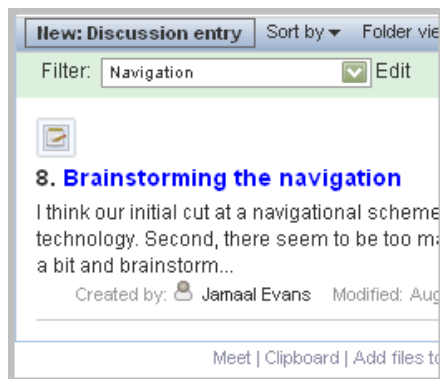 New: Discussion entry Sort by Folder vie
Filter: Navigation Edit
8. Brainstorming the navigation
I think our initial cut at a navigational scheme
technology. Second, there seem to be too ma
a bit and brainstorm...
Created by: Jamaal Evans Modified: Aug
Meet | Clipboard | Add files to